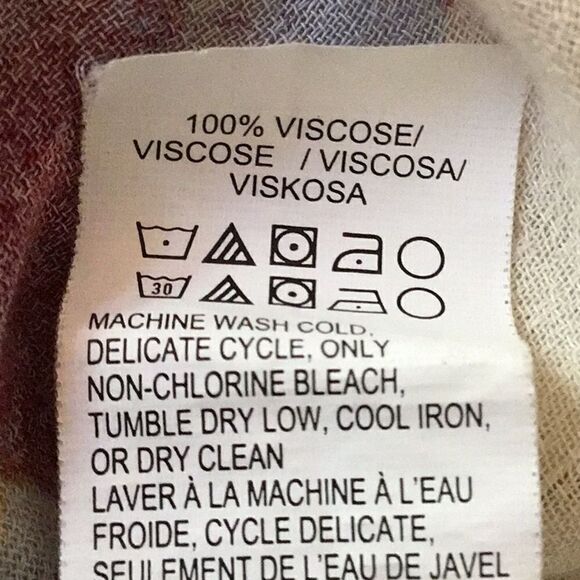 100% VISCOSE/
VISCOSE / VISCOSA/
VISKOSA
30
MACHINE WASH COLD,
DELICATE CYCLE, ONLY
NON-CHLORINE BLEACH,
TUMBLE DRY LOW, COOL IRON,
OR DRY CLEAN
LAVER À LA MACHINE À L'EAU
FROIDE, CYCLE DELICATE,
SEULEMENT DE L'EAU DE JAVEL